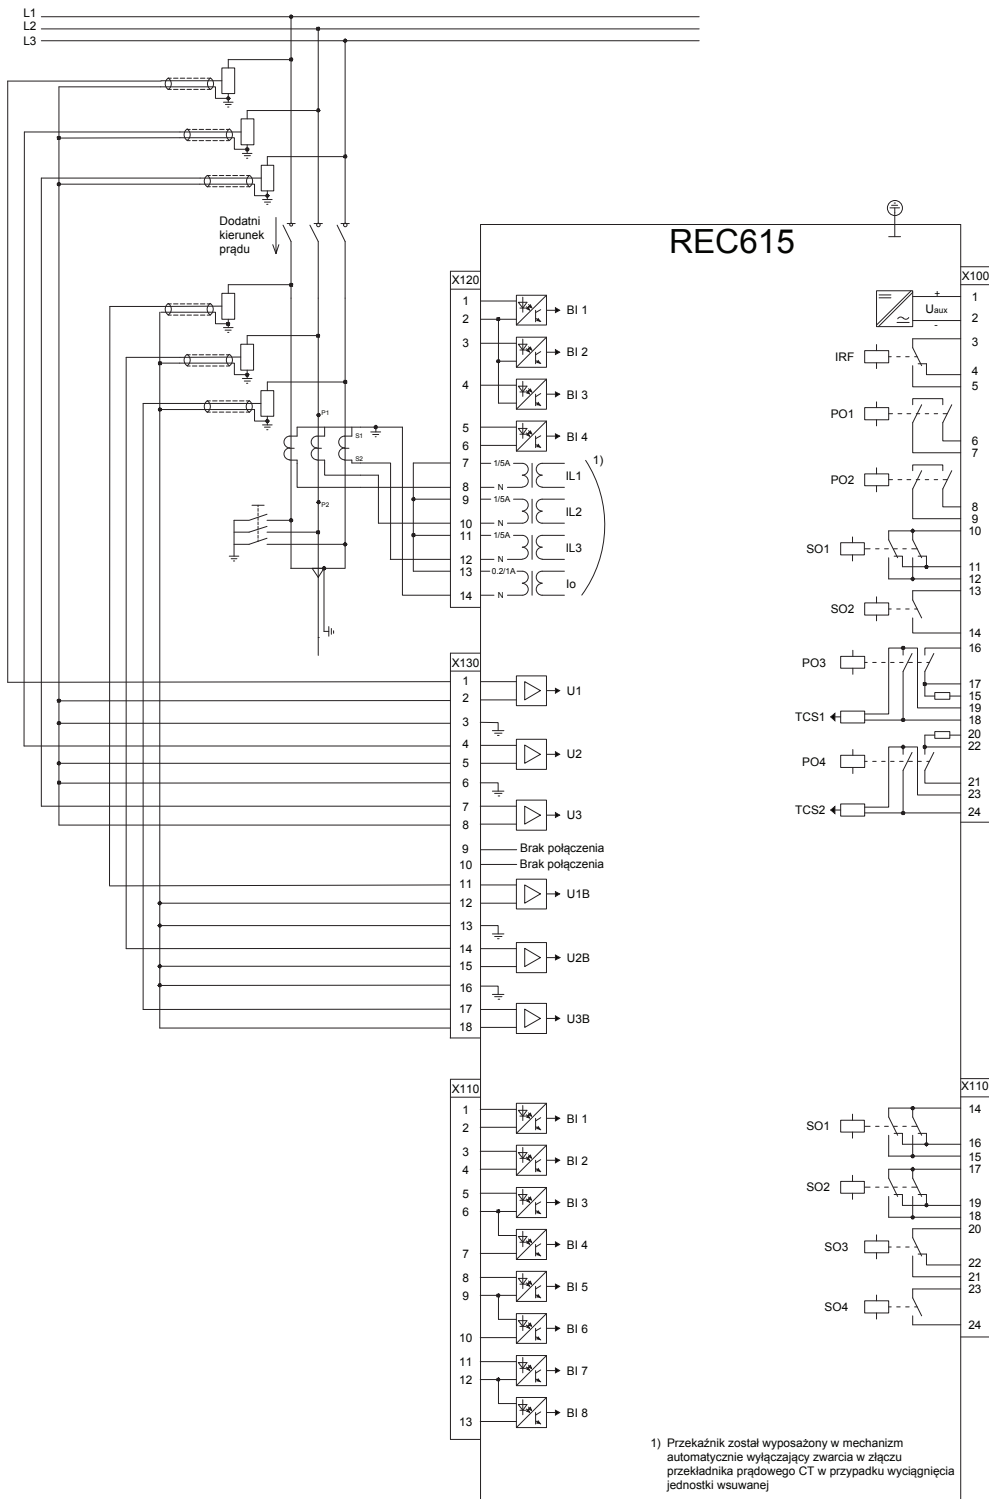 L1
L2
L3
Dodatni
kierunek
prądu
P1
S1
S2
P2
REC615
X120
1
2
3
4
5
6
7
8
9
10
11
12
13
14
BI 1
BI 2
BI 3
BI 4
1/5A
N
IL1
1/5A
N
IL2
1/5A
N
IL3
0.2/1A
N
Io
1)
X130
1
2
3
4
5
6
7
8
9
10
11
12
13
14
15
16
17
18
U1
U2
U3
Brak połączenia
Brak połączenia
U1B
U2B
U3B
X110
1
2
3
4
5
6
7
8
9
10
11
12
13
BI 1
BI 2
BI 3
BI 4
BI 5
BI 6
BI 7
BI 8
X100
+
Uaux
-
IRF
PO1
PO2
SO1
SO2
PO3
TCS1
PO4
TCS2
1
2
3
4
5
6
7
8
9
10
11
12
13
14
16
17
15
19
18
20
22
21
23
24
X110
SO1
SO2
SO3
SO4
14
16
15
17
19
18
20
22
21
23
24
1) Przekaźnik został wyposażony w mechanizm
automatycznie wyłączający zwarcia w złączu
przekładnika prądowego CT w przypadku wyciągnięcia
jednostki wsuwanej